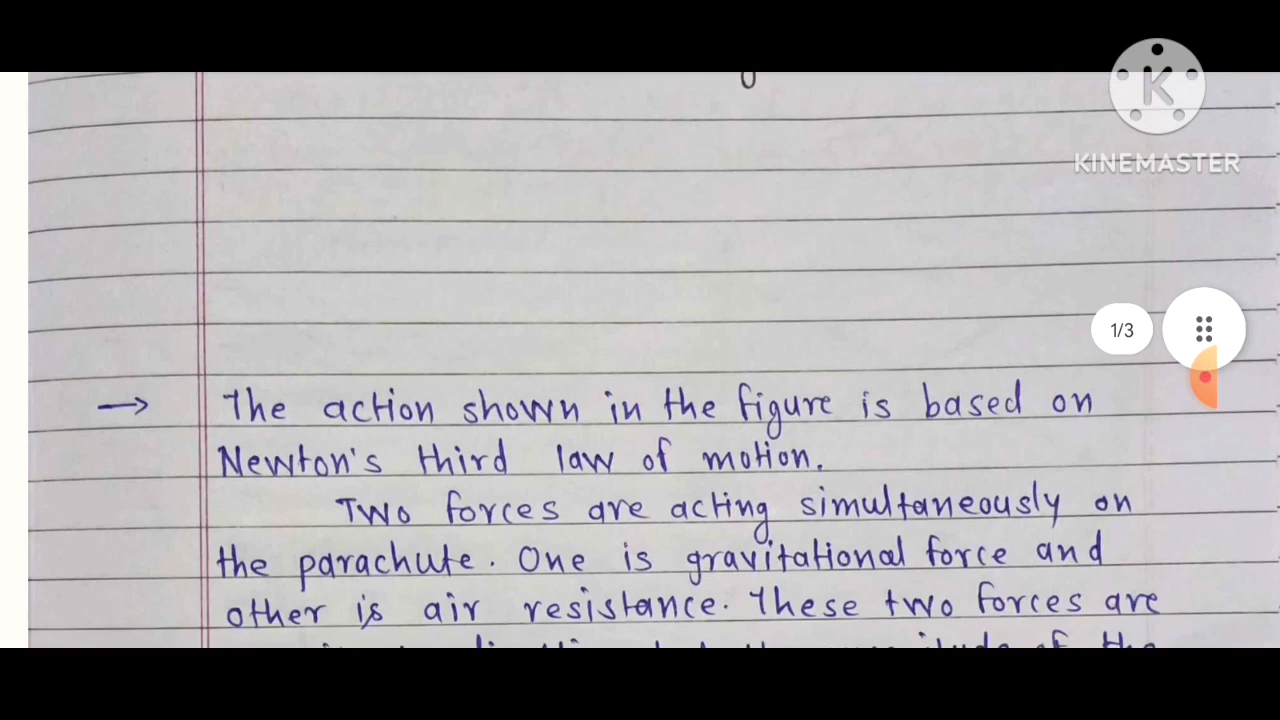 KINEMASTER
1/3
→ The action shown in the figure is based on
Newton's third law of motion.
Two forces are acting simultaneously on
the parachute. One is gravitational force and
other is air resistance. These two forces are
of the